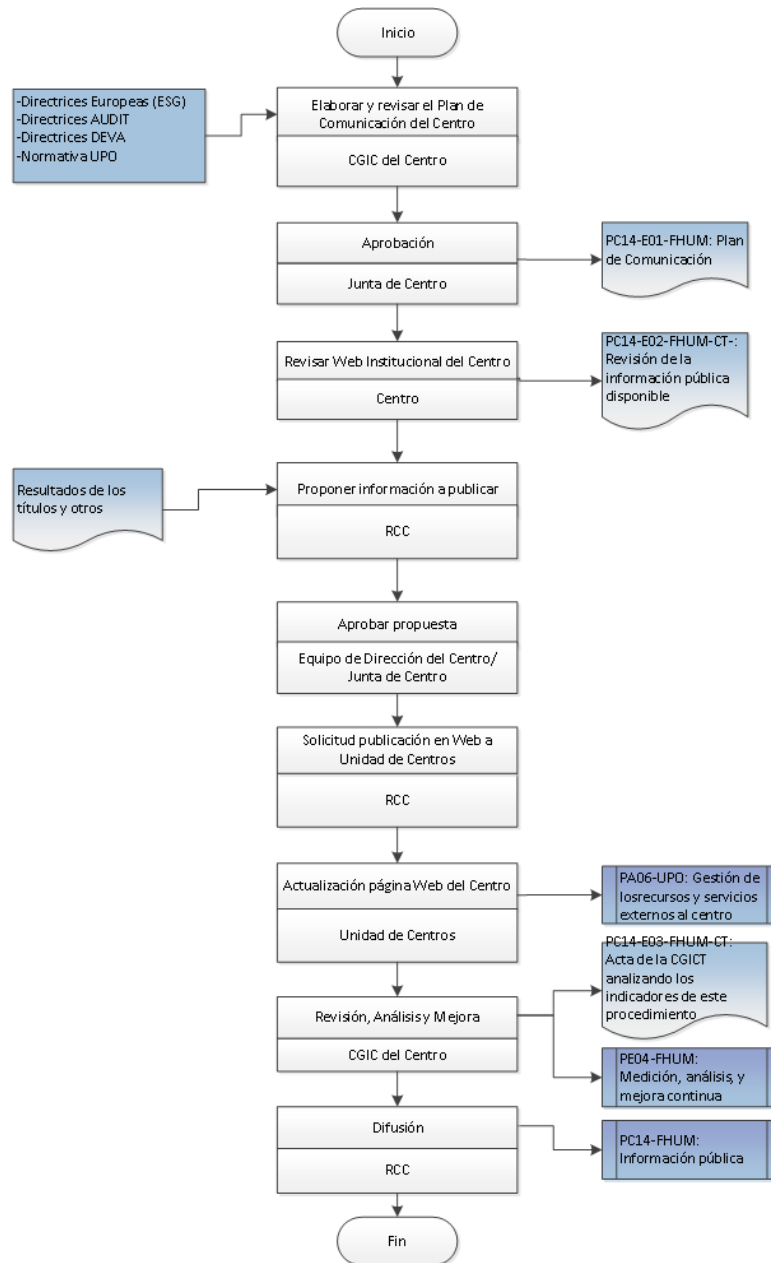 Inicio
-Directrices Europeas (ESG)
-Directrices AUDIT
-Directrices DEVA
-Normativa UPO
Elaborar y revisar el Plan de
Comunicación del Centro
CGIC del Centro
Aprobación
Junta de Centro
PC14-E01-FHUM: Plan
de Comunicación
Revisar Web Institucional del Centro
Centro
PC14-E02-FHUM-CT-:
Revisión de la
información pública
disponible
Resultados de los
títulos y otros
Proponer información a publicar
RCC
Aprobar propuesta
Equipo de Dirección del Centro/
Junta de Centro
Solicitud publicación en Web a
Unidad de Centros
RCC
Actualización página Web del Centro
Unidad de Centros
PA06-UPO: Gestión de
losrecursos y servicios
externos al centro
Revisión, Análisis y Mejora
CGIC del Centro
PC14-E03-FHUM-CT:
Acta de la CGICT
analizando los
indicadores de este
procedimiento
PE04-FHUM:
Medición, análisis, y
mejora continua
Difusión
RCC
PC14-FHUM:
Información pública
Fin